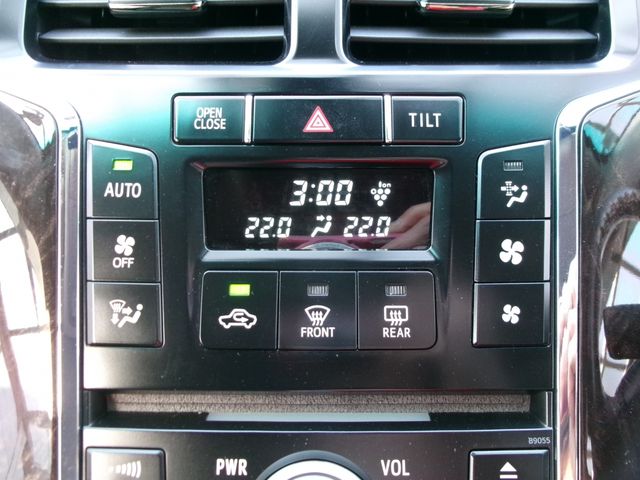 OPEN
CLOSE
TILT
AUTO
3:00 Ion
22.0 22.0
OFF
FRONT
REAR
B9055
PWR
VOL